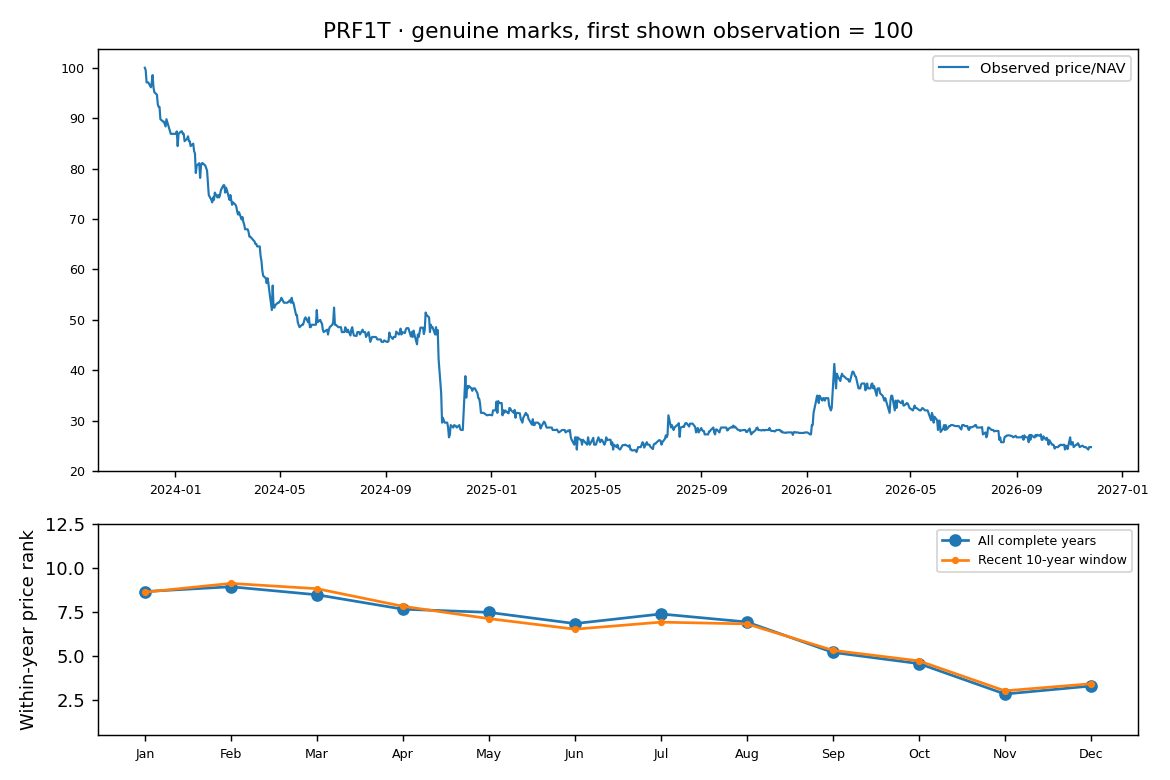 PRF1T · genuine marks, first shown observation = 100
Observed price/NAV
100
90
80
70
60
50
40
30
20
2024-01 2024-05 2024-09 2025-01 2025-05 2025-09 2026-01 2026-05 2026-09 2027-01
Within-year price rank
12.5
10.0
7.5
5.0
2.5
All complete years
Recent 10-year window
Jan Feb Mar Apr May Jun Jul Aug Sep Oct Nov Dec